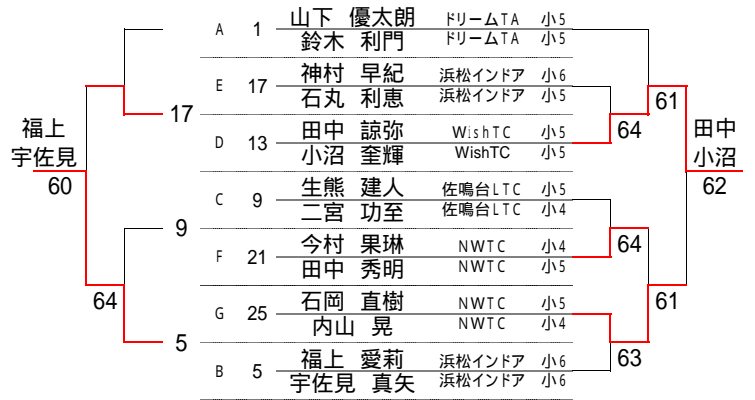 A 1 山下 優太朗 ドリームTA 小5
鈴木 利門 ドリームTA 小5
E 17 神村 早紀 浜松インドア 小6
石丸 利恵 浜松インドア 小5
D 13 田中 諒弥 WishTC 小5
小沼 奎輝 WishTC 小5
C 9 生熊 建人 佐鳴台LTC 小5
二宮 功至 佐鳴台LTC 小4
F 21 今村 果琳 NWTC 小4
田中 秀明 NWTC 小5
G 25 石岡 直樹 NWTC 小5
内山 晃 NWTC 小4
B 5 福上 愛莉 浜松インドア 小6
宇佐見 真矢 浜松インドア 小6
福上
宇佐見
60
17
9
64
5
61
64
64
61
63
田中
小沼
62